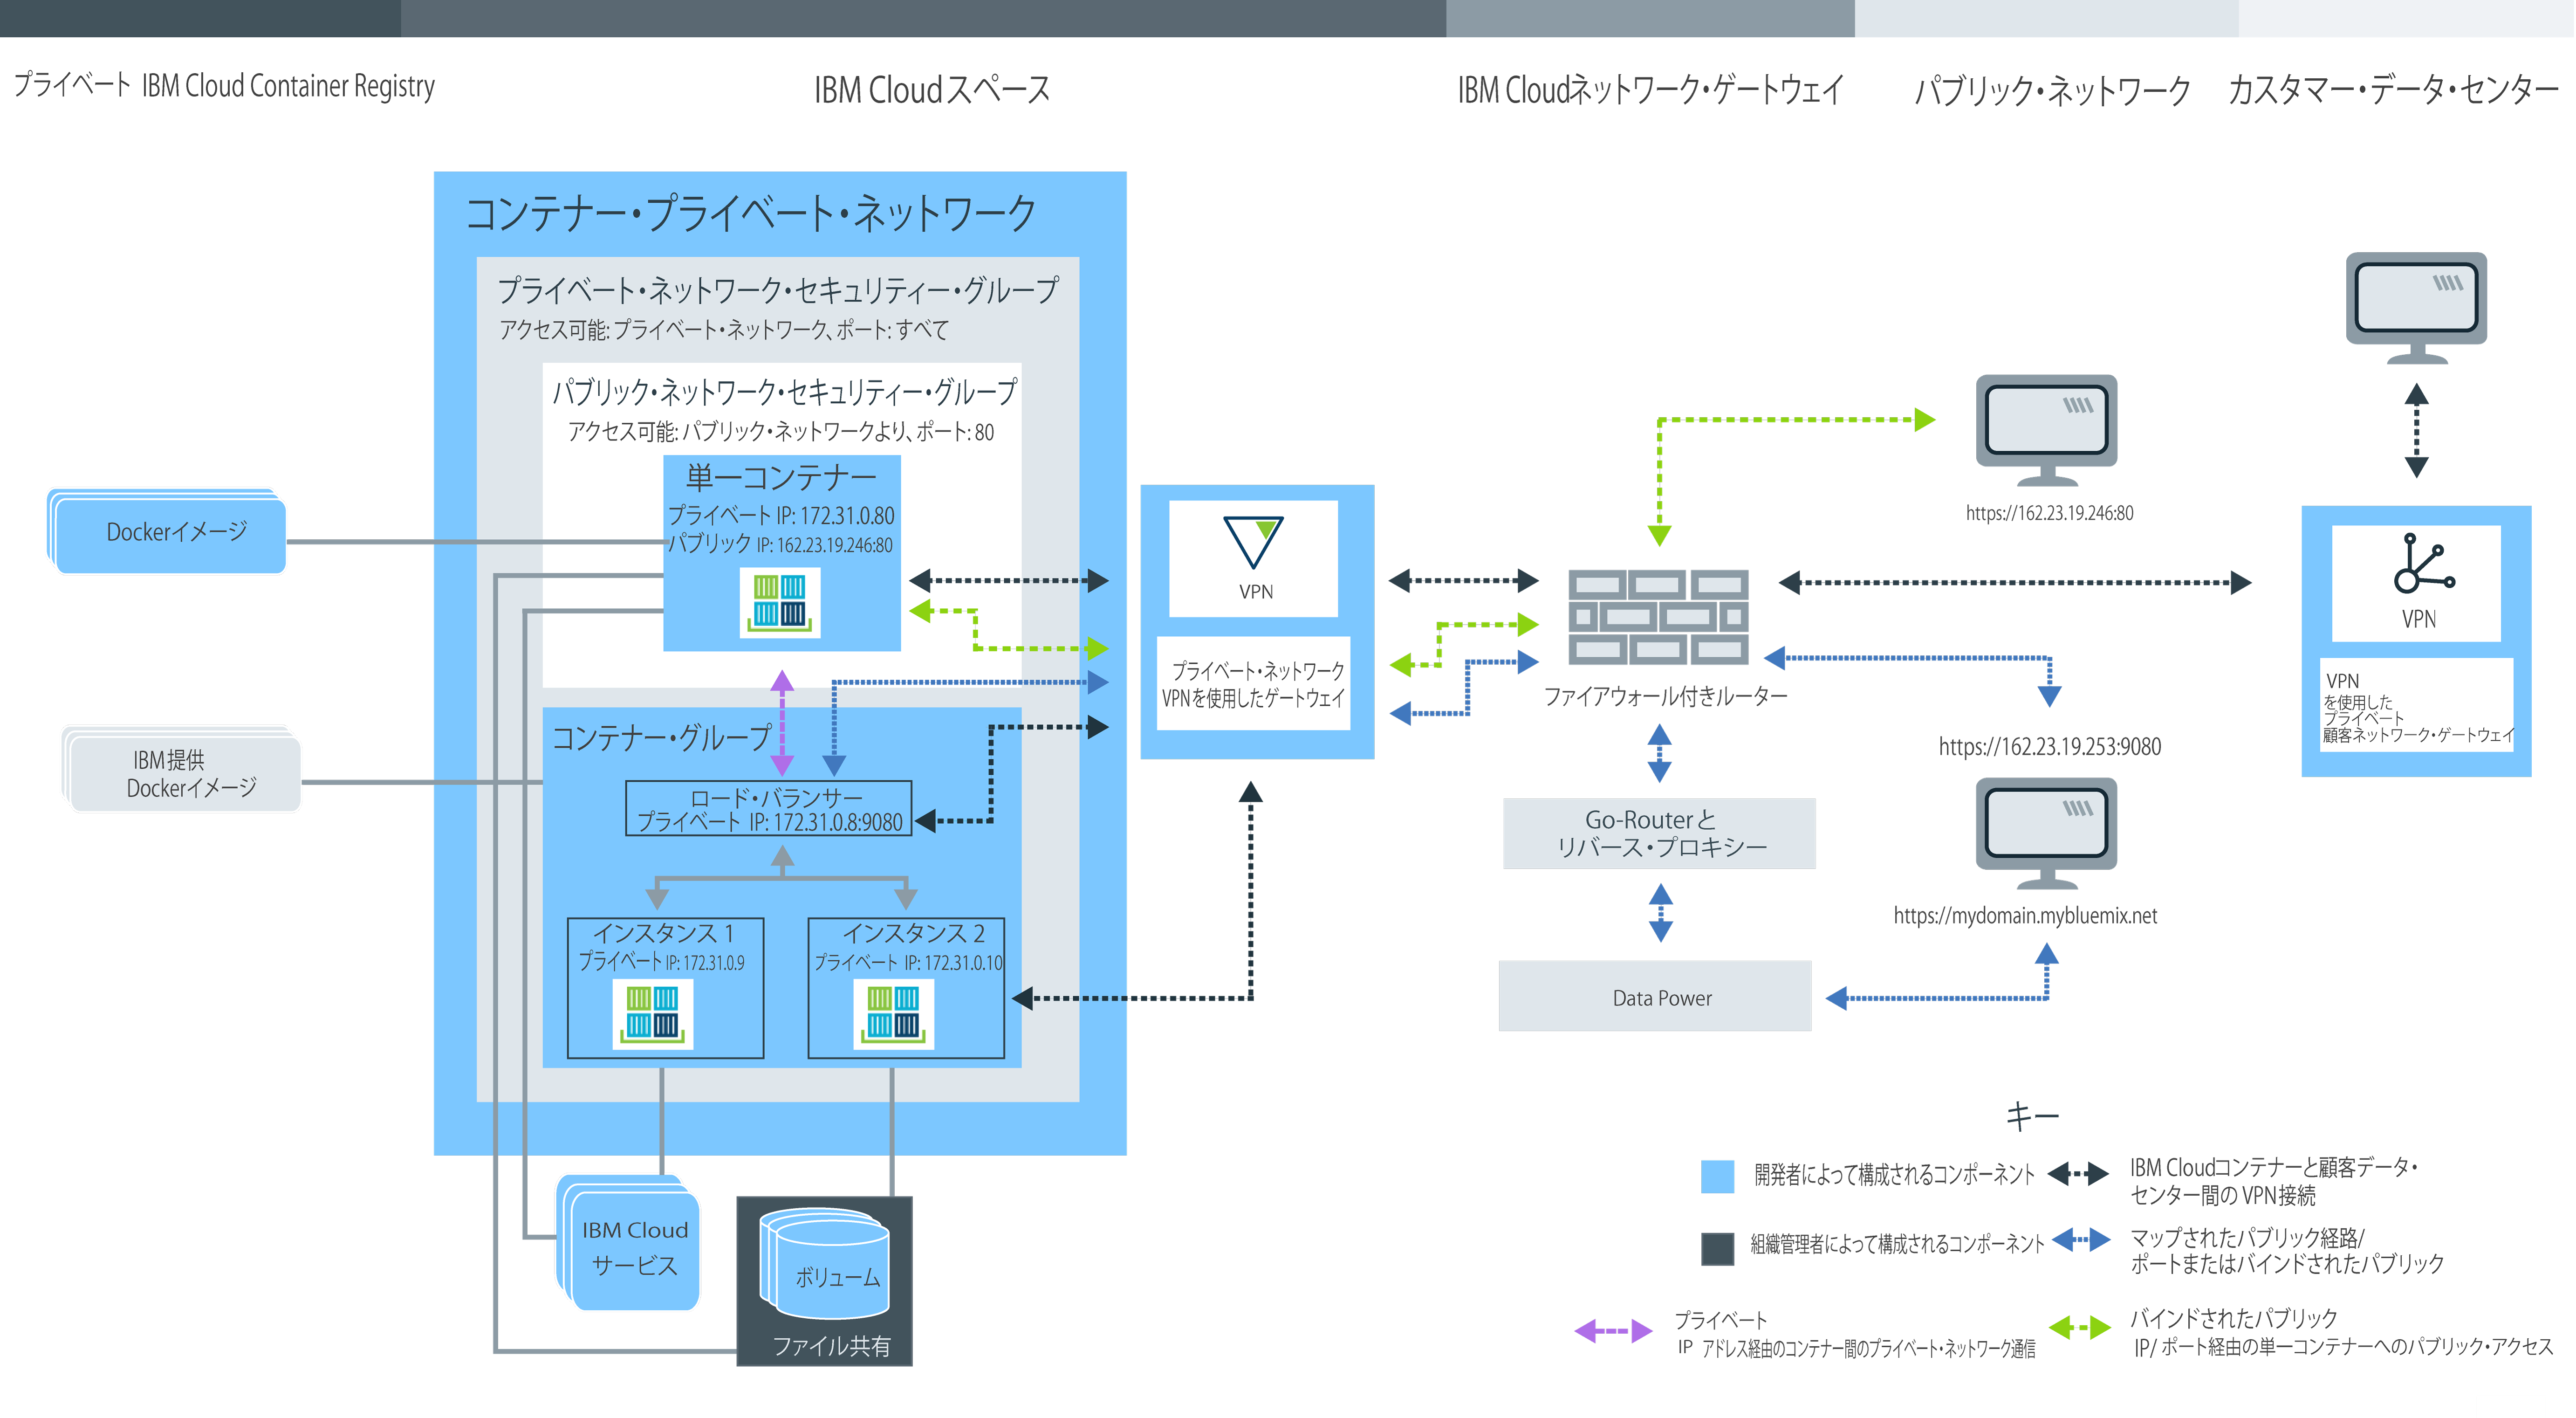 プライベート IBM Cloud Container Registry
IBM Cloudスペース
IBM Cloudネットワーク・ゲートウェイ
パブリック・ネットワーク
カスタマー・データ・センター
コンテナー・プライベート・ネットワーク
プライベート・ネットワーク・セキュリティー・グループ
アクセス可能: プライベート・ネットワーク、ポート: すべて
パブリック・ネットワーク・セキュリティー・グループ
アクセス可能: パブリック・ネットワークより、ポート: 80
単一コンテナー
プライベート IP: 172.31.0.80
パブリック IP: 162.23.19.246:80
Dockerイメージ
IBM提供
Dockerイメージ
コンテナー・グループ
ロード・バランサー
プライベート IP: 172.31.0.8:9080
インスタンス 1
プライベート IP: 172.31.0.9
インスタンス 2
プライベート IP: 172.31.0.10
IBM Cloud
サービス
ボリューム
ファイル共有
VPN
プライベート・ネットワーク
VPNを使用したゲートウェイ
ファイアウォール付きルーター
Go-Routerと
リバース・プロキシー
Data Power
https://162.23.19.246:80
https://162.23.19.253:9080
https://mydomain.mybluemix.net
VPN
VPN
を使用した
プライベート
顧客ネットワーク・ゲートウェイ
キー
開発者によって構成されるコンポーネント
IBM Cloudコンテナーと顧客データ・
センター間の VPN接続
組織管理者によって構成されるコンポーネント
マップされたパブリック経路/
ポートまたはバインドされたパブリック
プライベート
IP アドレス経由のコンテナー間のプライベート・ネットワーク通信
バインドされたパブリック
IP/ ポート経由の単一コンテナーへのパブリック・アクセス